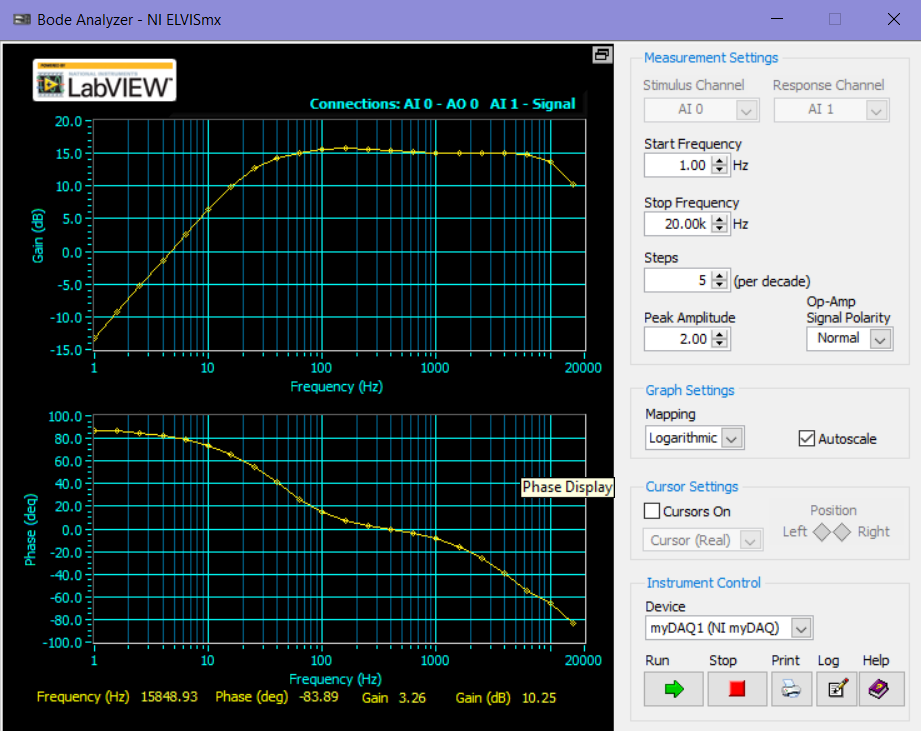 Bode Analyzer - NI ELVISmx
POWERED BY
NATIONAL INSTRUMENTS
LabVIEW™
Connections: AI 0 - AO 0 AI 1 - Signal
20.0
15.0
10.0
5.0
0.0
-5.0
-10.0
-15.0
Gain (dB)
1 10 100 1000 20000
Frequency (Hz)
100.0
80.0
60.0
40.0
20.0
0.0
-20.0
-40.0
-60.0
-80.0
-100.0
Phase (deg)
Phase Display
1 10 100 1000 20000
Frequency (Hz)
Frequency (Hz) 15848.93 Phase (deg) -83.89 Gain 3.26 Gain (dB) 10.25
Measurement Settings
Stimulus Channel Response Channel
AI 0 AI 1
Start Frequency
1.00 Hz
Stop Frequency
20.00k Hz
Steps
5 (per decade)
Op-Amp
Peak Amplitude Signal Polarity
2.00 Normal
Graph Settings
Mapping
Logarithmic Autoscale
Cursor Settings
Cursors On Position
Left Right
Cursor (Real)
Instrument Control
Device
myDAQ1 (NI myDAQ)
Run Stop Print Log Help